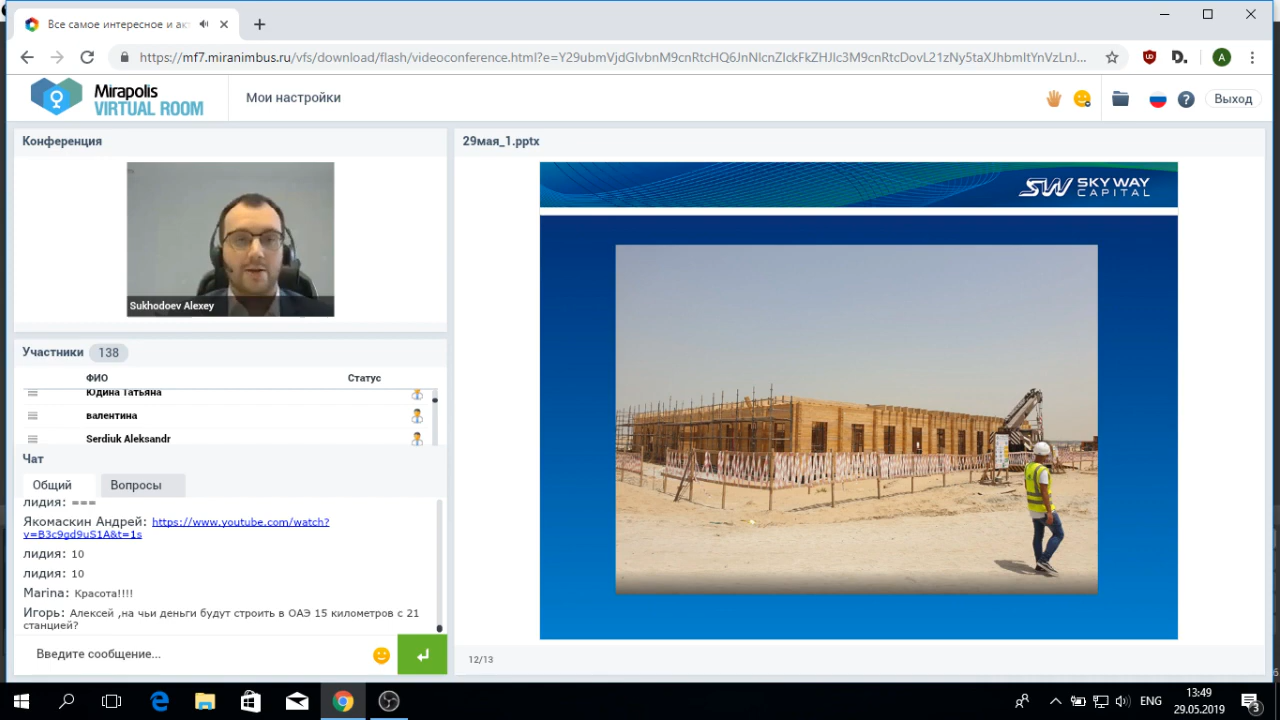 Все самое интересное и ак
https://mf7.miranimbus.ru/vfs/download/flash/videoconference.html?e=Y29ubmVjdGlvbnM9cnRtcHQ6JnNlcnZlckFkZHJlc3M9cnRtcDovL21zNy5taXJhbmltYnVzLnJ...
Mirapolis
VIRTUAL ROOM
Мои настройки
Выход
Конференция
29мая_1.pptx
SKY WAY
CAPITAL
Sukhodoev Alexey
Участники 138
ФИО Статус
Юдина Татьяна
валентина
Serdiuk Aleksandr
Чат
Общий Вопросы
лидия: ===
Якомаскин Андрей: https://www.youtube.com/watch?
v=B3c9gd9uS1A&t=1s
лидия: 10
лидия: 10
Marina: Красота!!!!
Игорь: Алексей ,на чьи деньги будут строить в ОАЭ 15 километров с 21
станцией?
Введите сообщение...
12/13
ENG
13:49
29.05.2019
3